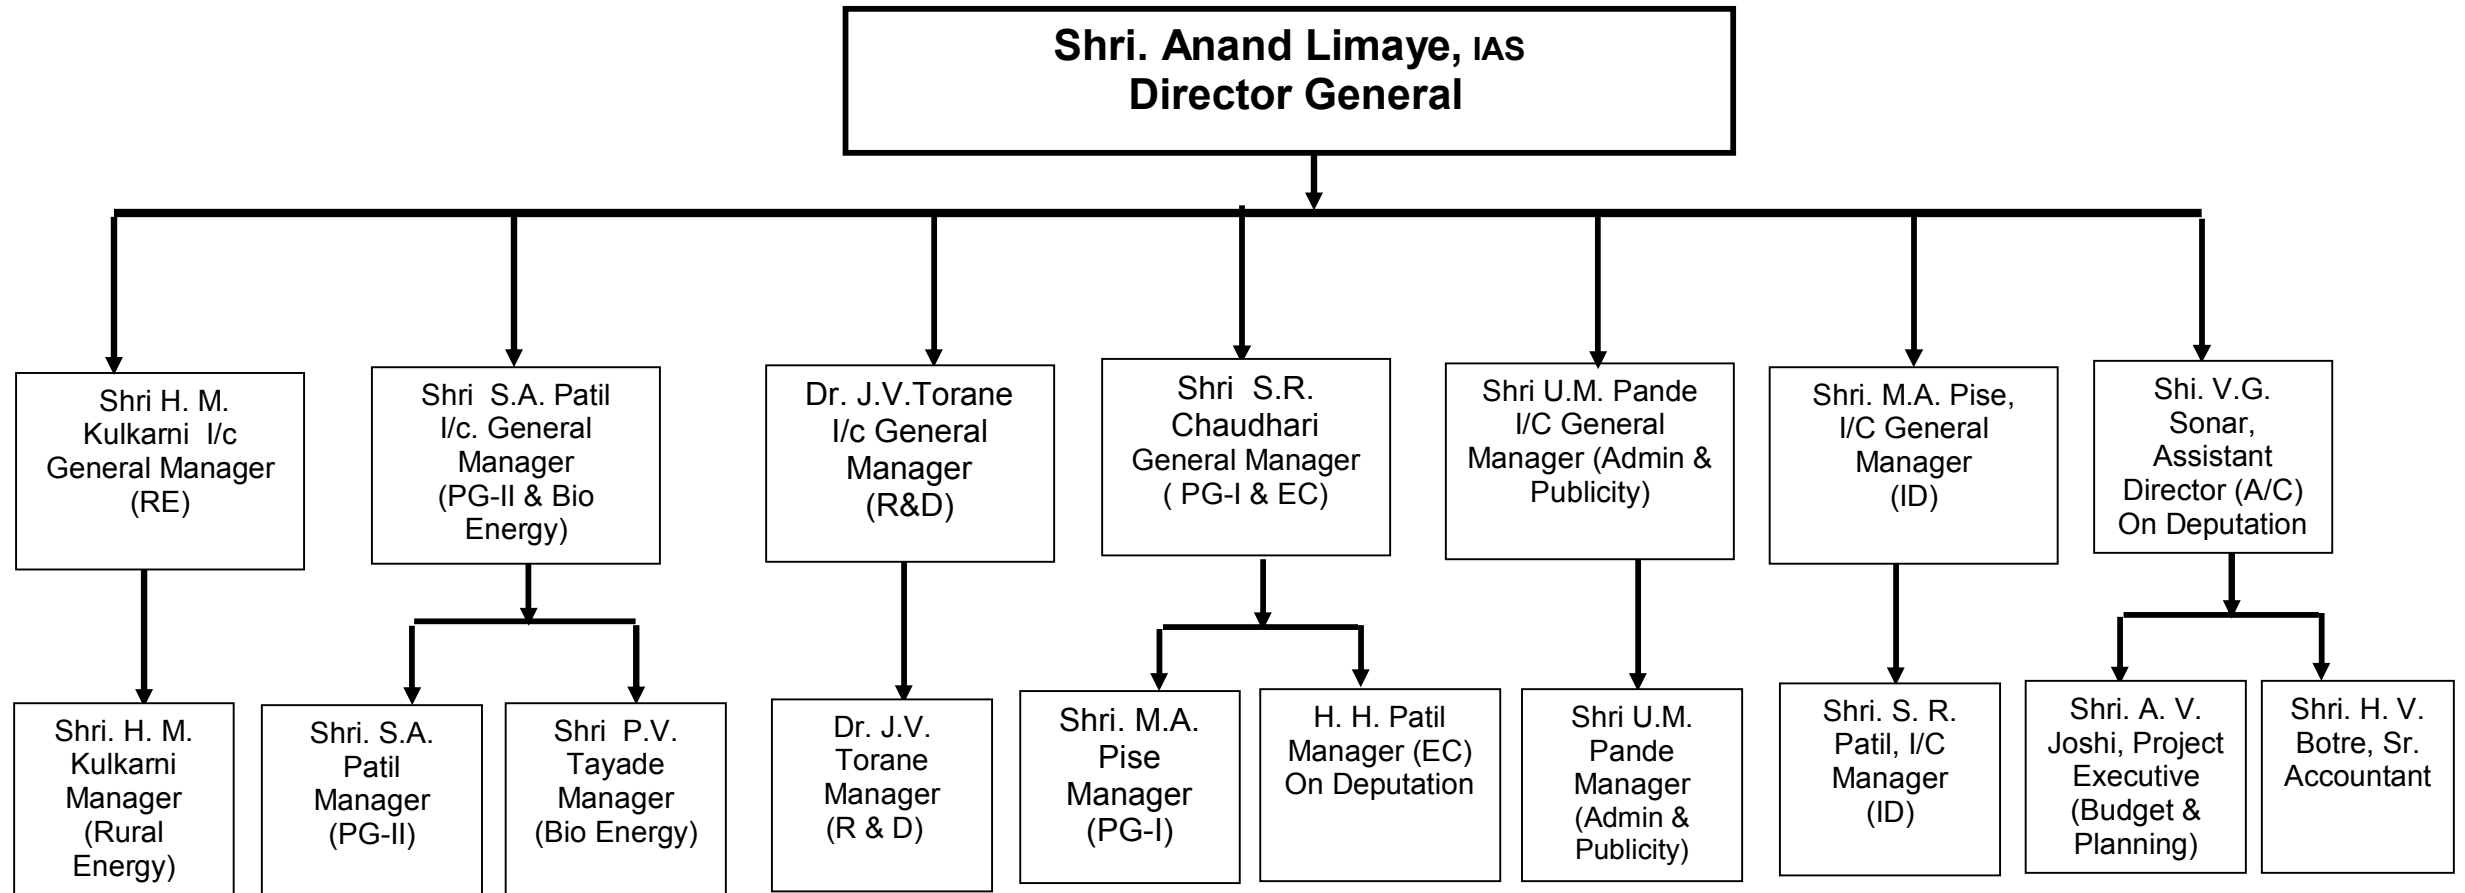 Shri. Anand Limaye, IAS
Director General
Shri H. M.
Kulkarni I/c
General Manager
(RE)
Shri S.A. Patil
I/c. General
Manager
(PG-II & Bio
Energy)
Dr. J.V.Torane
I/c General
Manager
(R&D)
Shri S.R.
Chaudhari
General Manager
( PG-I & EC)
Shri U.M. Pande
I/C General
Manager (Admin &
Publicity)
Shri. M.A. Pise,
I/C General
Manager
(ID)
Shi. V.G.
Sonar,
Assistant
Director (A/C)
On Deputation
Shri. H. M.
Kulkarni
Manager
(Rural
Energy)
Shri. S.A.
Patil
Manager
(PG-II)
Shri P.V.
Tayade
Manager
(Bio Energy)
Dr. J.V.
Torane
Manager
(R & D)
Shri. M.A.
Pise
Manager
(PG-I)
H. H. Patil
Manager (EC)
On Deputation
Shri U.M.
Pande
Manager
(Admin &
Publicity)
Shri. S. R.
Patil, I/C
Manager
(ID)
Shri. A. V.
Joshi, Project
Executive
(Budget &
Planning)
Shri. H. V.
Botre, Sr.
Accountant